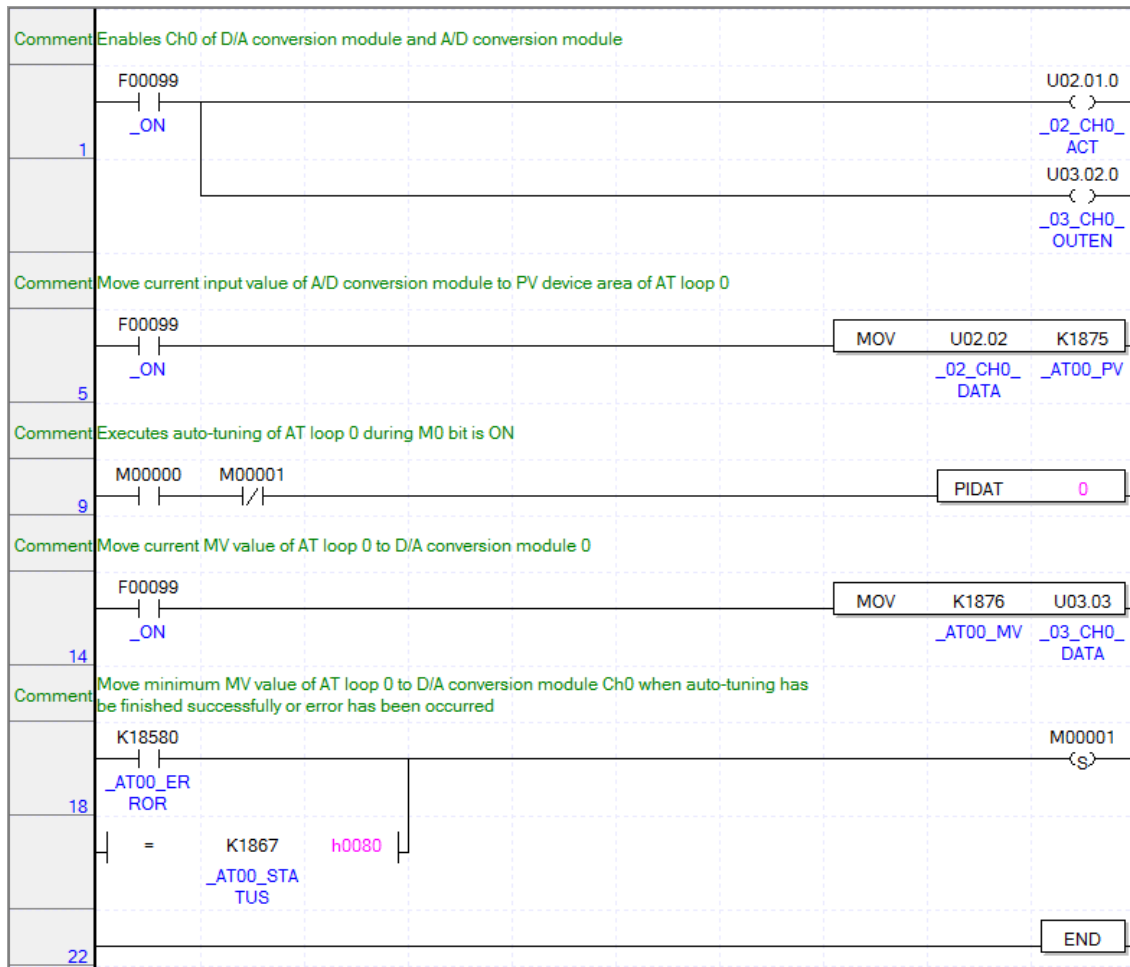 Comment Enables Ch0 of D/A conversion module and A/D conversion module
F00099 U02.01.0
_ON _02_CH0_
ACT
1
U03.02.0
_03_CH0_
OUTEN
Comment Move current input value of A/D conversion module to PV device area of AT loop 0
F00099
MOV U02.02 K1875
_ON _02_CH0_ _AT00_PV
DATA
5
Comment Executes auto-tuning of AT loop 0 during M0 bit is ON
M00000 M00001
PIDAT 0
9
Comment Move current MV value of AT loop 0 to D/A conversion module 0
F00099
MOV K1876 U03.03
_ON _AT00_MV _03_CH0_
DATA
14
Comment Move minimum MV value of AT loop 0 to D/A conversion module Ch0 when auto-tuning has
be finished successfully or error has been occurred
K18580 M00001
S
_AT00_ER
ROR
18
= K1867 h0080
_AT00_STA
TUS
END
22